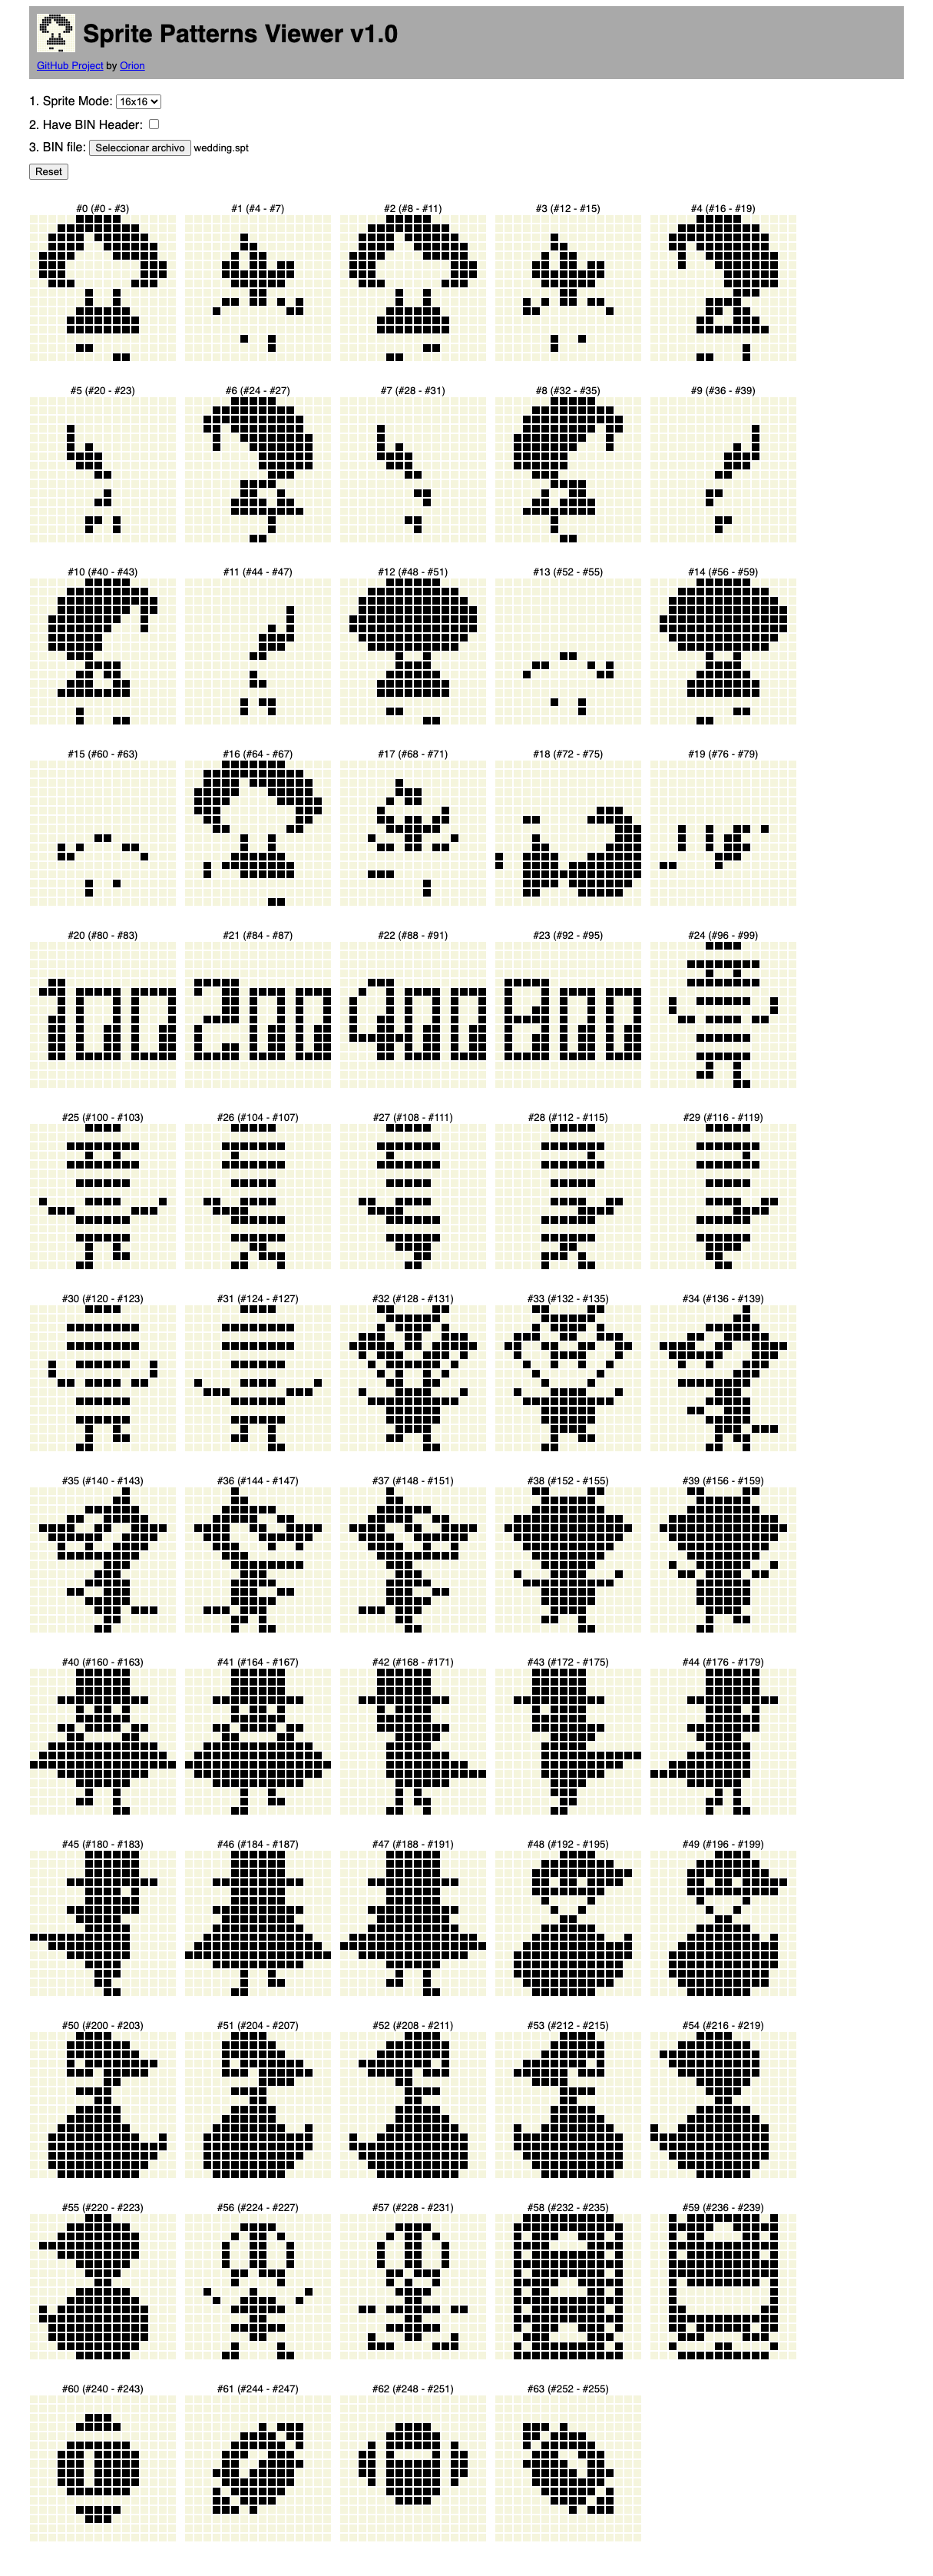 Sprite Patterns Viewer v1.0
GitHub Project by Orion
1. Sprite Mode: 16x16
2. Have BIN Header:
3. BIN file: Seleccionar archivo wedding.spt
Reset
#0 (#0 - #3) #1 (#4 - #7) #2 (#8 - #11) #3 (#12 - #15) #4 (#16 - #19)
#5 (#20 - #23) #6 (#24 - #27) #7 (#28 - #31) #8 (#32 - #35) #9 (#36 - #39)
#10 (#40 - #43) #11 (#44 - #47) #12 (#48 - #51) #13 (#52 - #55) #14 (#56 - #59)
#15 (#60 - #63) #16 (#64 - #67) #17 (#68 - #71) #18 (#72 - #75) #19 (#76 - #79)
#20 (#80 - #83) #21 (#84 - #87) #22 (#88 - #91) #23 (#92 - #95) #24 (#96 - #99)
100 200 400 800
#25 (#100 - #103) #26 (#104 - #107) #27 (#108 - #111) #28 (#112 - #115) #29 (#116 - #119)
#30 (#120 - #123) #31 (#124 - #127) #32 (#128 - #131) #33 (#132 - #135) #34 (#136 - #139)
#35 (#140 - #143) #36 (#144 - #147) #37 (#148 - #151) #38 (#152 - #155) #39 (#156 - #159)
#40 (#160 - #163) #41 (#164 - #167) #42 (#168 - #171) #43 (#172 - #175) #44 (#176 - #179)
#45 (#180 - #183) #46 (#184 - #187) #47 (#188 - #191) #48 (#192 - #195) #49 (#196 - #199)
#50 (#200 - #203) #51 (#204 - #207) #52 (#208 - #211) #53 (#212 - #215) #54 (#216 - #219)
#55 (#220 - #223) #56 (#224 - #227) #57 (#228 - #231) #58 (#232 - #235) #59 (#236 - #239)
#60 (#240 - #243) #61 (#244 - #247) #62 (#248 - #251) #63 (#252 - #255)